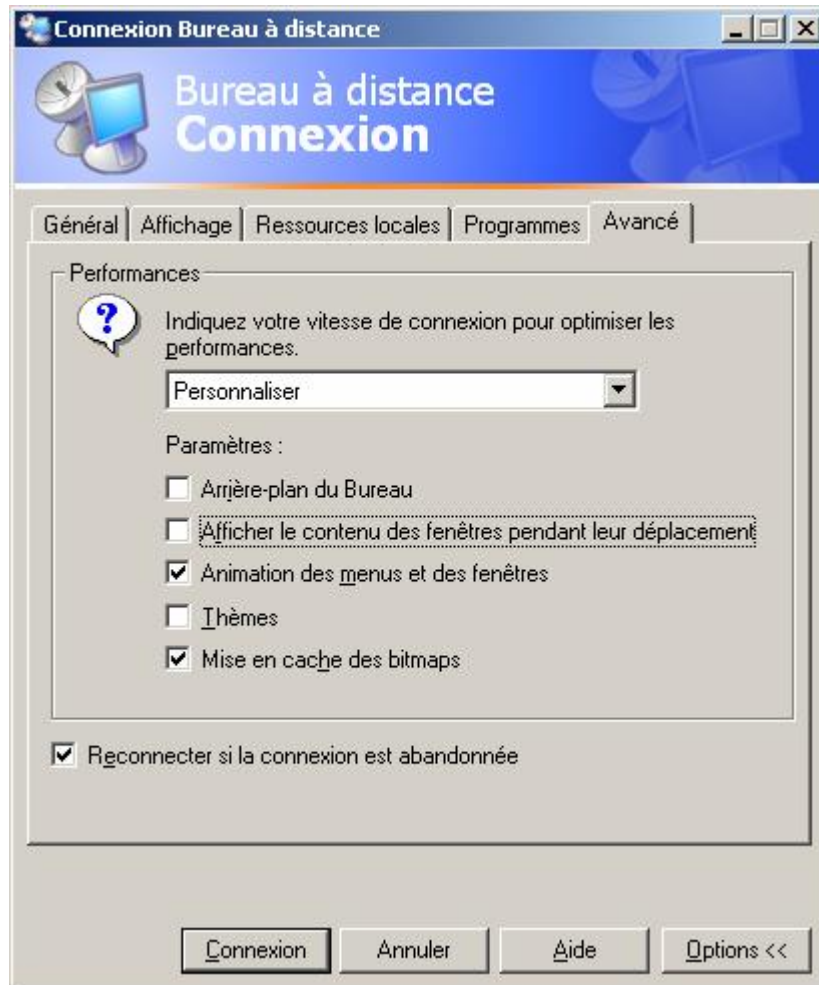 Connexion Bureau à distance
Bureau à distance
Connexion
Général
Affichage
Ressources locales
Programmes
Avancé
Performances
Indiquez votre vitesse de connexion pour optimiser les
performances.
Personnaliser
Paramètres :
Arrière-plan du Bureau
Afficher le contenu des fenêtres pendant leur déplacement
Animation des menus et des fenêtres
Thèmes
Mise en cache des bitmaps
Reconnecter si la connexion est abandonnée
Connexion
Annuler
Aide
Options <<